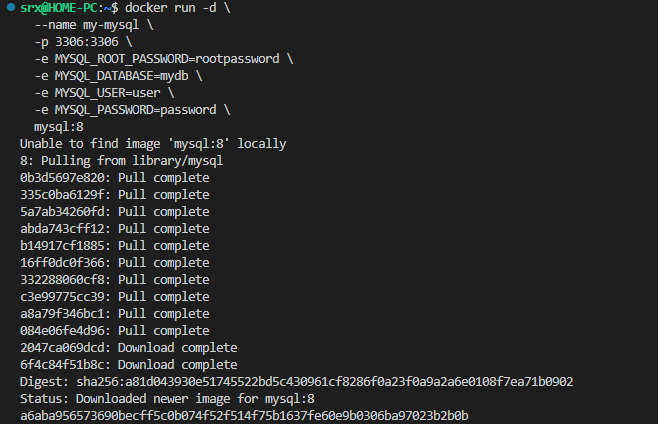 srx@HOME-PC:~$ docker run -d \
--name my-mysql \
-p 3306:3306 \
-e MYSQL_ROOT_PASSWORD=rootpassword \
-e MYSQL_DATABASE=mydb \
-e MYSQL_USER=user \
-e MYSQL_PASSWORD=password \
mysql:8
Unable to find image 'mysql:8' locally
8: Pulling from library/mysql
0b3d5697e820: Pull complete
335c0ba6129f: Pull complete
5a7ab34260fd: Pull complete
abda743cff12: Pull complete
b14917cf1885: Pull complete
16ff0dc0f366: Pull complete
332288060cf8: Pull complete
c3e99775cc39: Pull complete
a8a79f346bc1: Pull complete
084e06fe4d96: Pull complete
2047ca069dcd: Download complete
6f4c84f51b8c: Download complete
Digest: sha256:a81d043930e51745522bd5c430961cf8286f0a23f0a9a2a6e0108f7ea71b0902
Status: Downloaded newer image for mysql:8
a6aba956573690becff5c0b074f52f514f75b1637fe60e9b0306ba97023b2b0b